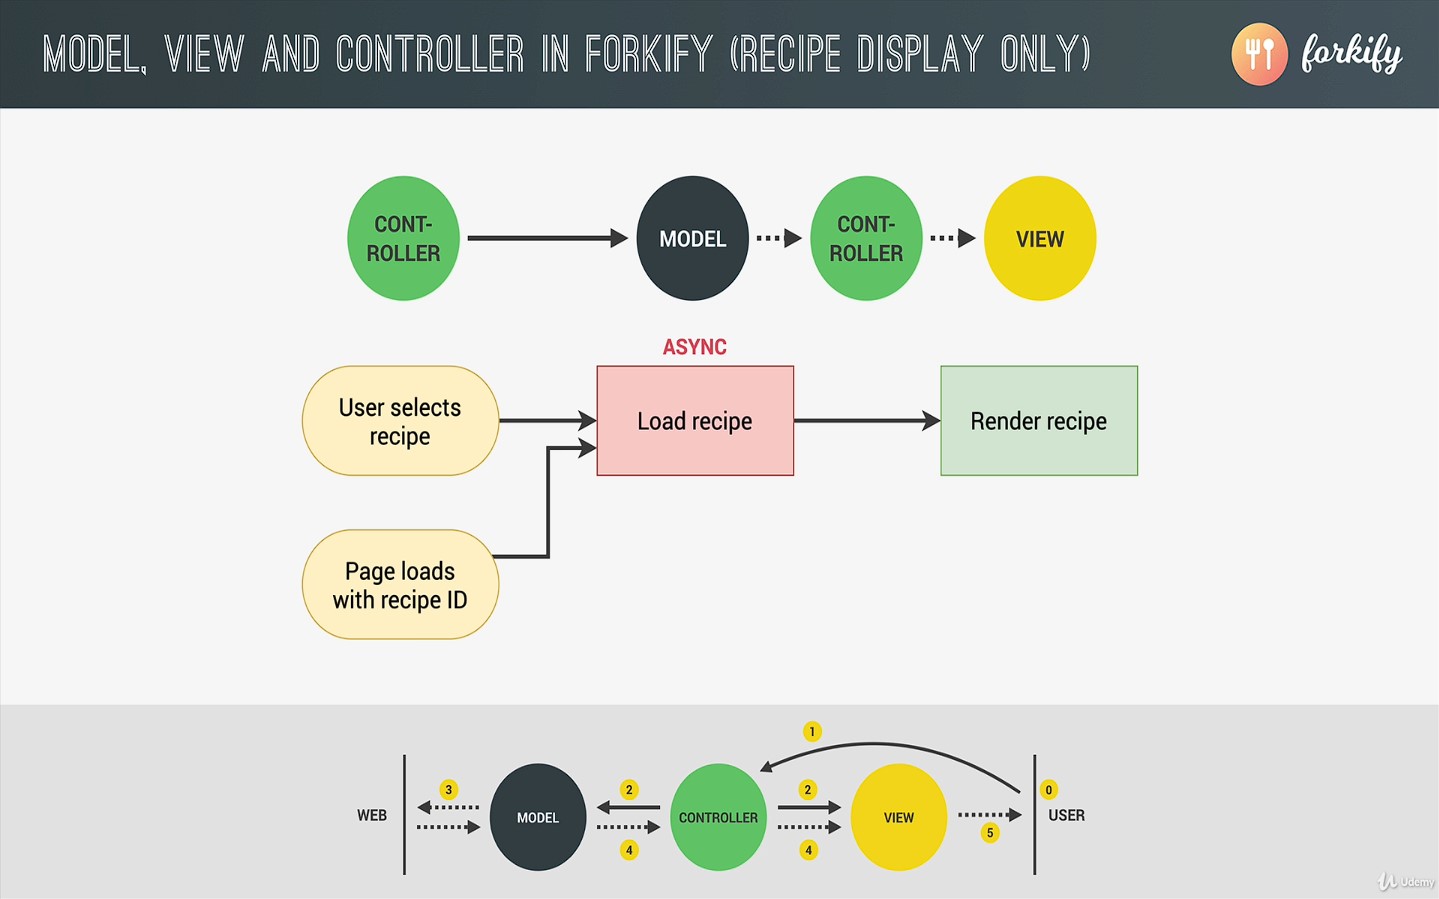 MODEL, VIEW AND CONTROLLER IN FORKIFY (RECIPE DISPLAY ONLY)
forkify
CONT-
ROLLER
MODEL
CONT-
ROLLER
VIEW
ASYNC
User selects
recipe
Load recipe
Render recipe
Page loads
with recipe ID
1
3
2
2
0
WEB
MODEL
CONTROLLER
VIEW
USER
4
4
5
Udemy